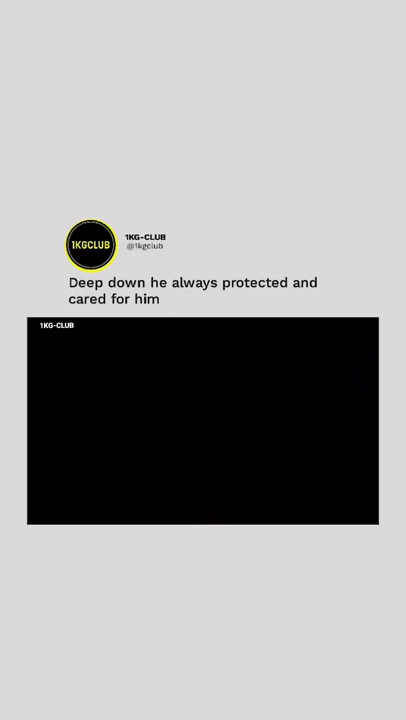 1KGCLUB
1KG-CLUB
@1kgclub
Deep down he always protected and
cared for him
1KG-CLUB